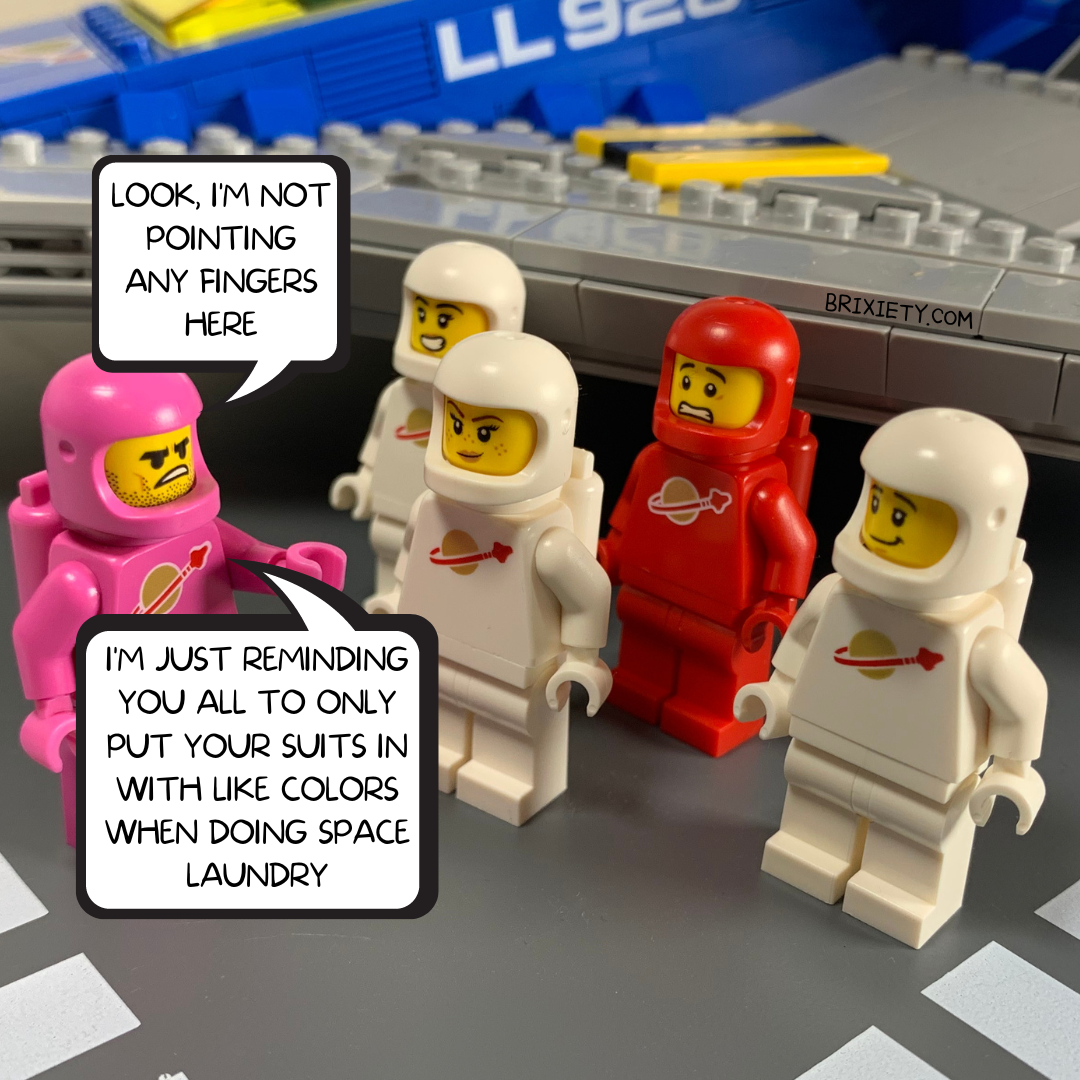 LL 928
LOOK, I'M NOT
POINTING
ANY FINGERS
HERE
BRIXIETY.COM
I'M JUST REMINDING
YOU ALL TO ONLY
PUT YOUR SUITS IN
WITH LIKE COLORS
WHEN DOING SPACE
LAUNDRY